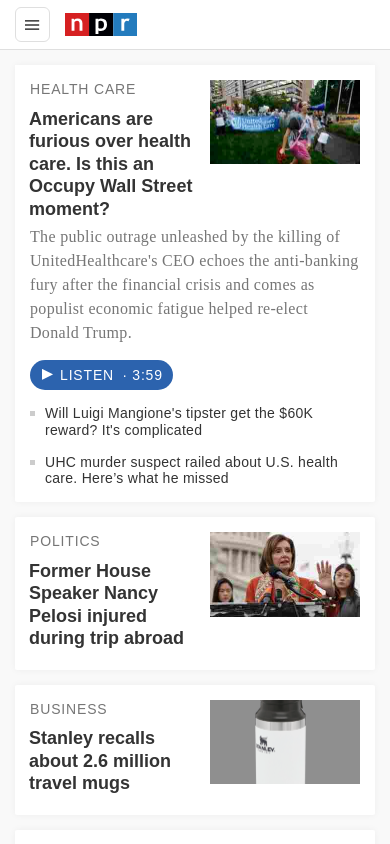 npr
HEALTH CARE
Americans are
furious over health
care. Is this an
Occupy Wall Street
moment?
The public outrage unleashed by the killing of
UnitedHealthcare's CEO echoes the anti-banking
fury after the financial crisis and comes as
populist economic fatigue helped re-elect
Donald Trump.
LISTEN · 3:59
Will Luigi Mangione's tipster get the $60K
reward? It's complicated
UHC murder suspect railed about U.S. health
care. Here's what he missed
POLITICS
Former House
Speaker Nancy
Pelosi injured
during trip abroad
BUSINESS
Stanley recalls
about 2.6 million
travel mugs
STANLEY